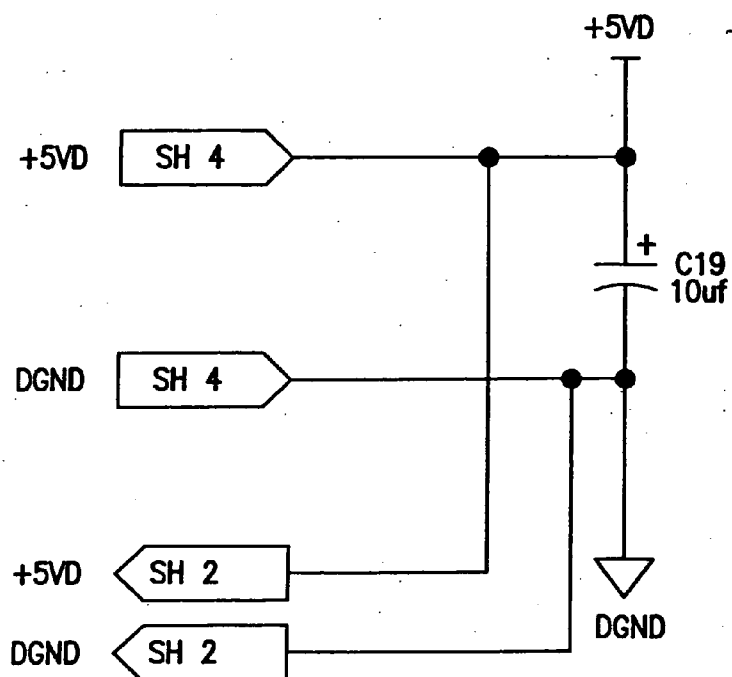 +5VD
+5VD SH 4
+
C19
10uf
DGND SH 4
+5VD SH 2
DGND
DGND SH 2